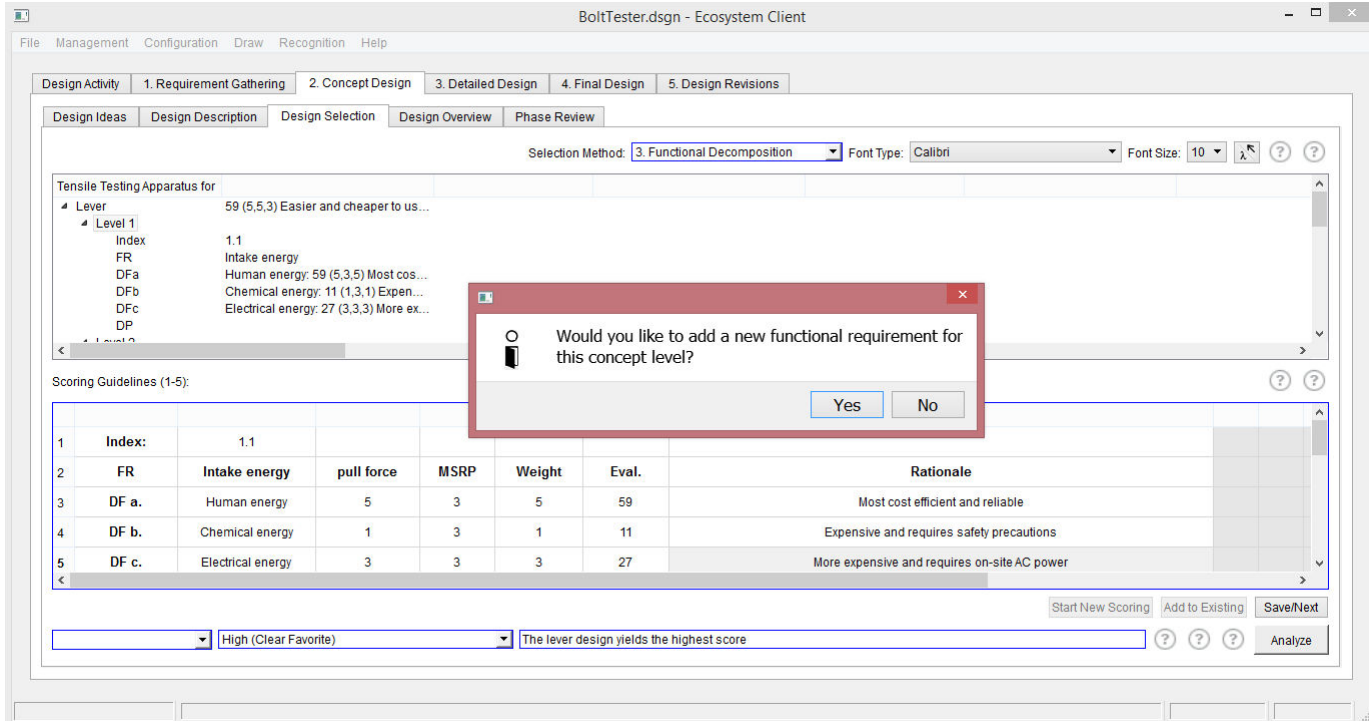 BoltTester.dsgn - Ecosystem Client
File Management Configuration Draw Recognition Help
Design Activity 1. Requirement Gathering 2. Concept Design 3. Detailed Design 4. Final Design 5. Design Revisions
Design Ideas Design Description Design Selection Design Overview Phase Review
Selection Method: 3. Functional Decomposition Font Type: Calibri Font Size: 10 λ ? ?
Tensile Testing Apparatus for
Lever 59 (5,5,3) Easier and cheaper to us...
Level 1
Index 1.1
FR Intake energy
DFa Human energy: 59 (5,3,5) Most cos...
DFb Chemical energy: 11 (1,3,1) Expen...
DFc Electrical energy: 27 (3,3,3) More ex...
DP
Would you like to add a new functional requirement for
this concept level?
Yes No
Scoring Guidelines (1-5): ? ?
1 Index: 1.1
2 FR Intake energy pull force MSRP Weight Eval. Rationale
3 DF a. Human energy 5 3 5 59 Most cost efficient and reliable
4 DF b. Chemical energy 1 3 1 11 Expensive and requires safety precautions
5 DF c. Electrical energy 3 3 3 27 More expensive and requires on-site AC power
Start New Scoring Add to Existing Save/Next
High (Clear Favorite) The lever design yields the highest score ? ? ? Analyze